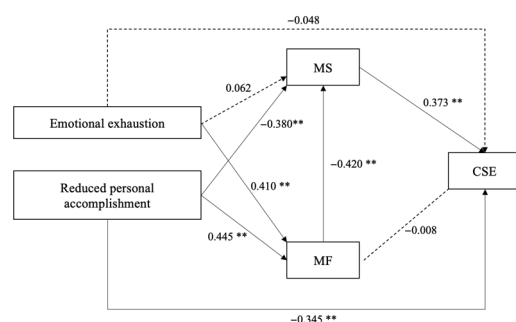 −0.048
MS
0.062
0.373 **
Emotional exhaustion
−0.380**
−0.420 **
CSE
Reduced personal
accomplishment
0.410 **
0.445 **
−0.008
MF
−0.345 **